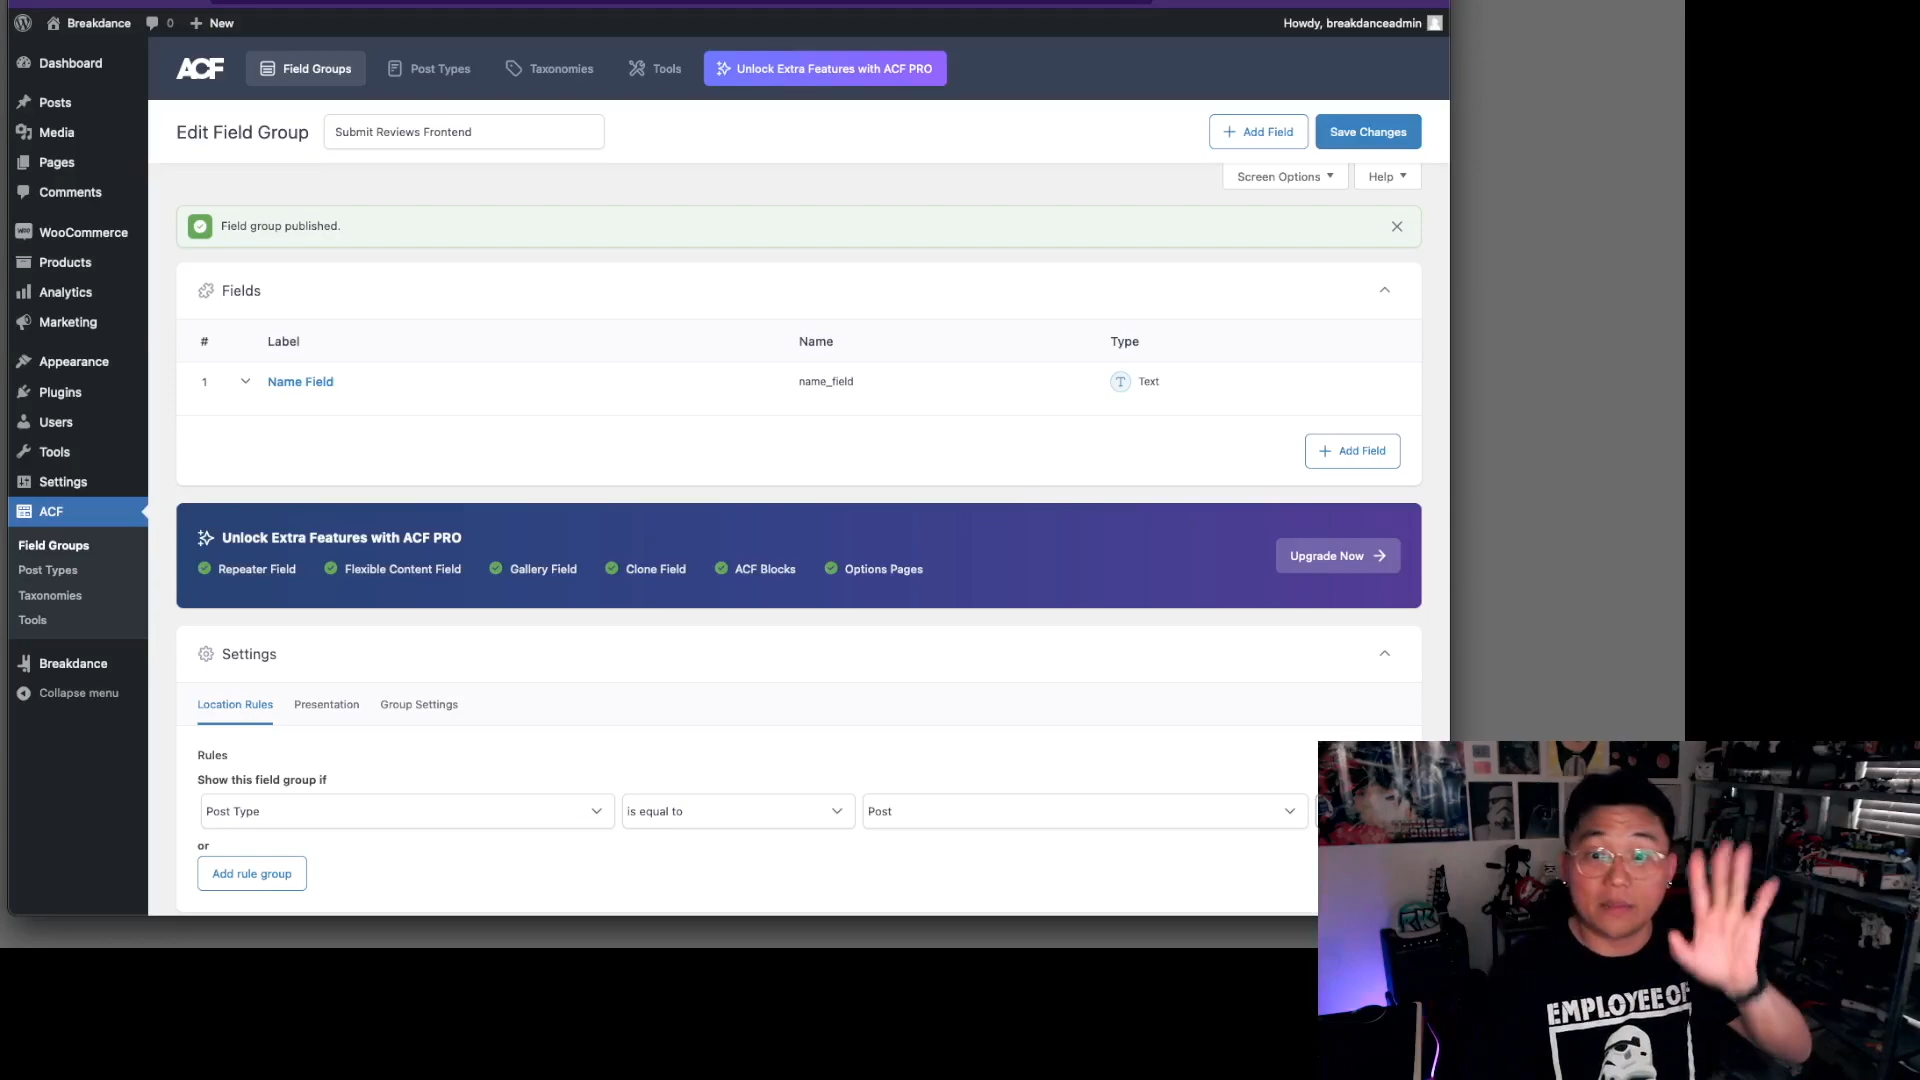 Breakdance
0
New
Howdy, breakdanceadmin
Dashboard
Posts
Media
Pages
Comments
WooCommerce
Products
Analytics
Marketing
Appearance
Plugins
Users
Tools
Settings
ACF
Field Groups
Post Types
Taxonomies
Tools
Breakdance
Collapse menu
ACF
Field Groups
Post Types
Taxonomies
Tools
Unlock Extra Features with ACF PRO
Edit Field Group
Submit Reviews Frontend
Add Field
Save Changes
Screen Options
Help
Field group published.
Fields
# Label Name Type
1 Name Field name_field Text
Add Field
Unlock Extra Features with ACF PRO
Repeater Field Flexible Content Field Gallery Field Clone Field ACF Blocks Options Pages
Upgrade Now
Settings
Location Rules Presentation Group Settings
Rules
Show this field group if
Post Type is equal to Post
or
Add rule group
EMPLOYEE OF